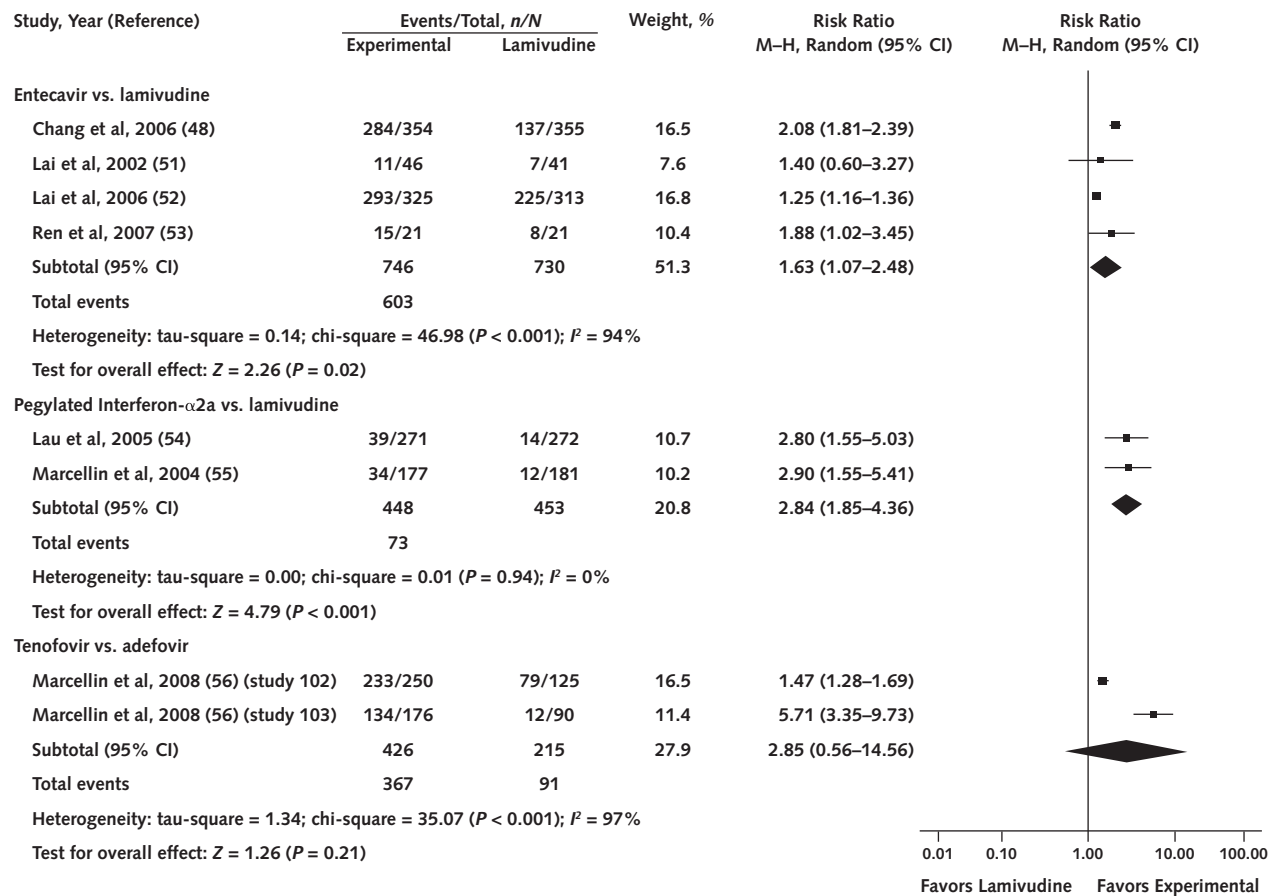 Study, Year (Reference) Events/Total, n/N Weight, % Risk Ratio Risk Ratio
Experimental Lamivudine M–H, Random (95% CI) M–H, Random (95% CI)
Entecavir vs. lamivudine
Chang et al, 2006 (48) 284/354 137/355 16.5 2.08 (1.81–2.39)
Lai et al, 2002 (51) 11/46 7/41 7.6 1.40 (0.60–3.27)
Lai et al, 2006 (52) 293/325 225/313 16.8 1.25 (1.16–1.36)
Ren et al, 2007 (53) 15/21 8/21 10.4 1.88 (1.02–3.45)
Subtotal (95% CI) 746 730 51.3 1.63 (1.07–2.48)
Total events 603
Heterogeneity: tau-square = 0.14; chi-square = 46.98 (P < 0.001); I² = 94%
Test for overall effect: Z = 2.26 (P = 0.02)
Pegylated Interferon-α2a vs. lamivudine
Lau et al, 2005 (54) 39/271 14/272 10.7 2.80 (1.55–5.03)
Marcellin et al, 2004 (55) 34/177 12/181 10.2 2.90 (1.55–5.41)
Subtotal (95% CI) 448 453 20.8 2.84 (1.85–4.36)
Total events 73
Heterogeneity: tau-square = 0.00; chi-square = 0.01 (P = 0.94); I² = 0%
Test for overall effect: Z = 4.79 (P < 0.001)
Tenofovir vs. adefovir
Marcellin et al, 2008 (56) (study 102) 233/250 79/125 16.5 1.47 (1.28–1.69)
Marcellin et al, 2008 (56) (study 103) 134/176 12/90 11.4 5.71 (3.35–9.73)
Subtotal (95% CI) 426 215 27.9 2.85 (0.56–14.56)
Total events 367 91
Heterogeneity: tau-square = 1.34; chi-square = 35.07 (P < 0.001); I² = 97%
Test for overall effect: Z = 1.26 (P = 0.21)
0.01 0.10 1.00 10.00 100.00
Favors Lamivudine Favors Experimental